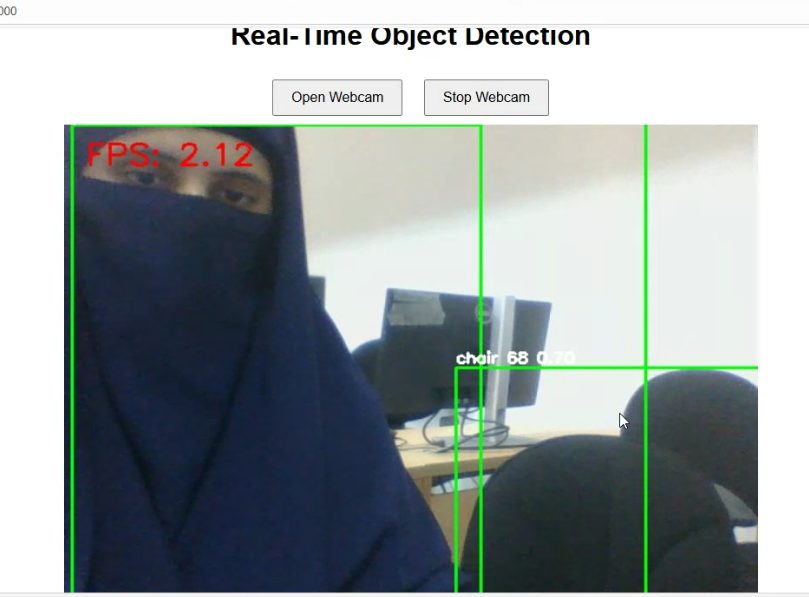 000
Real-Time Object Detection
Open Webcam
Stop Webcam
FPS: 2.12
chair 68 0.70